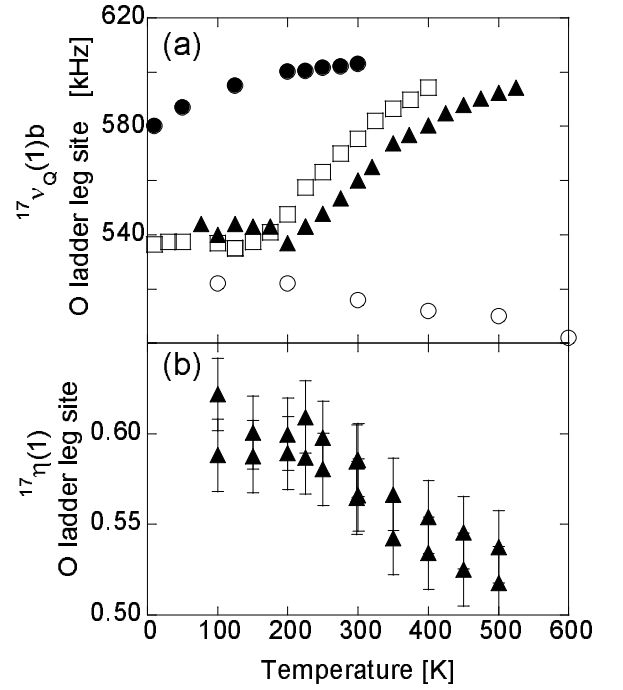 620
(a)
580
540
17νQ(1)b [kHz]
O ladder leg site
(b)
0.60
0.55
0.50
17η(1)
O ladder leg site
0 100 200 300 400 500 600
Temperature [K]